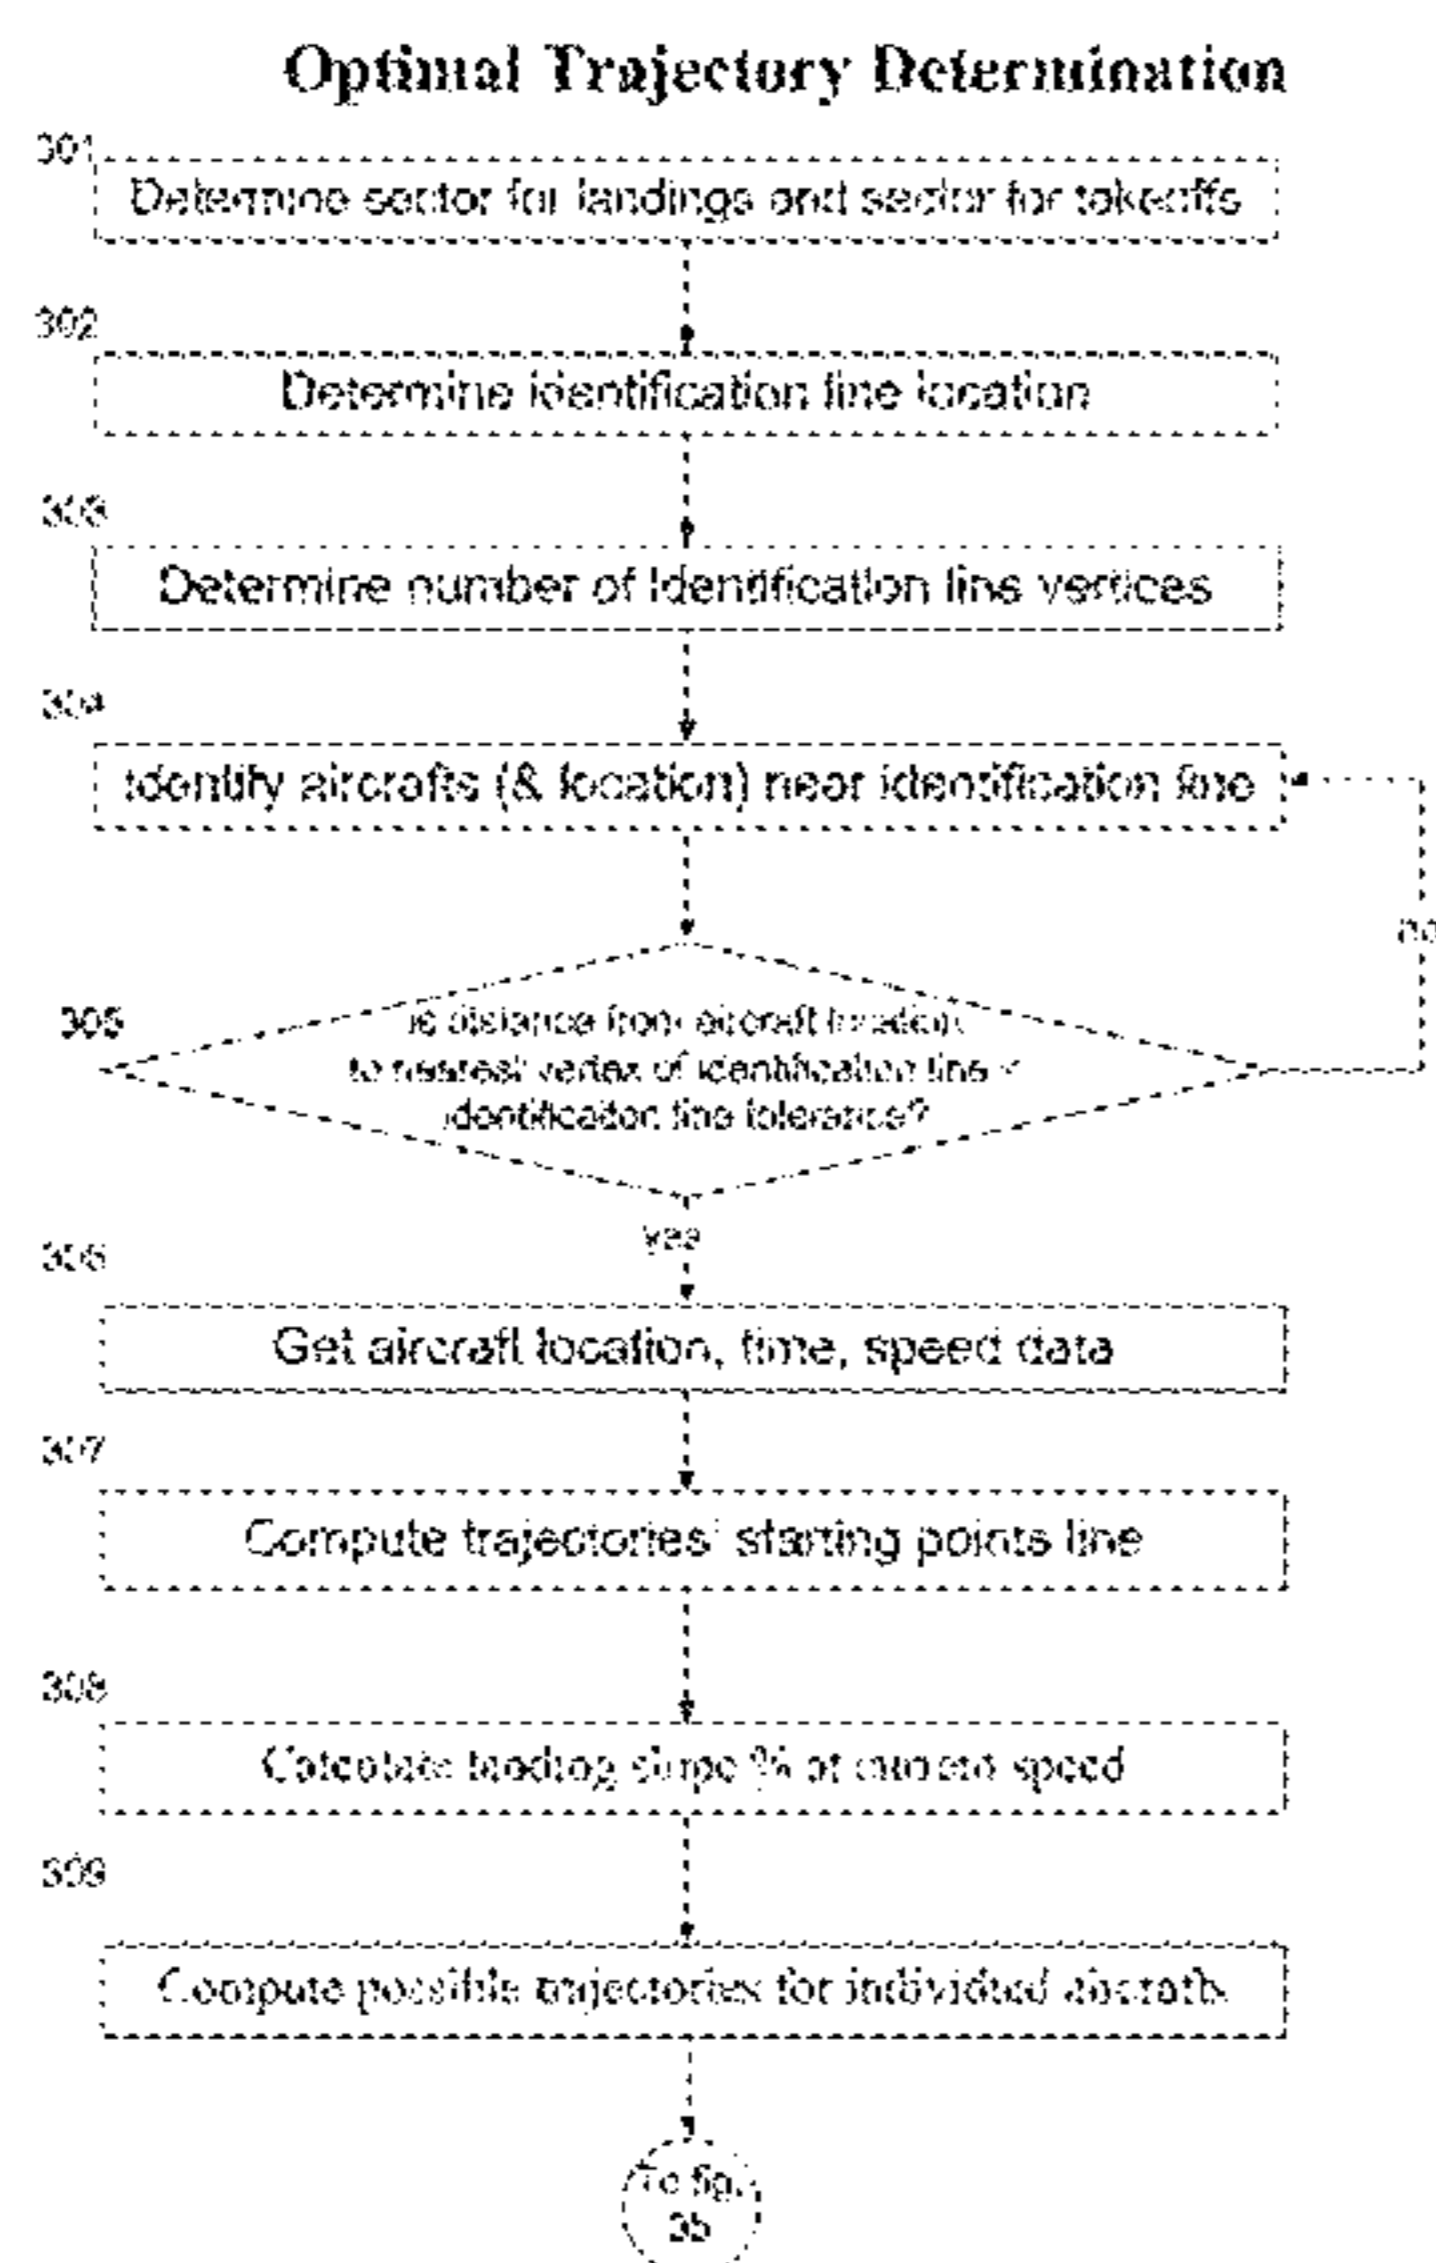 Optimal Trajectory Determination
301
Determine sector for landings and sector for takeoffs
302
Determine identification line location
303
Determine number of identification line vertices
304
Identify aircrafts (& location) near identification line
no
305
is distance from aircraft location
to nearest vertex of identification line <
identification line tolerance?
yes
306
Get aircraft location, time, speed data
307
Compute trajectories' starting points line
308
Calculate landing slope % at current speed
309
Compute possible trajectories for individual aircrafts
To fig.
3b